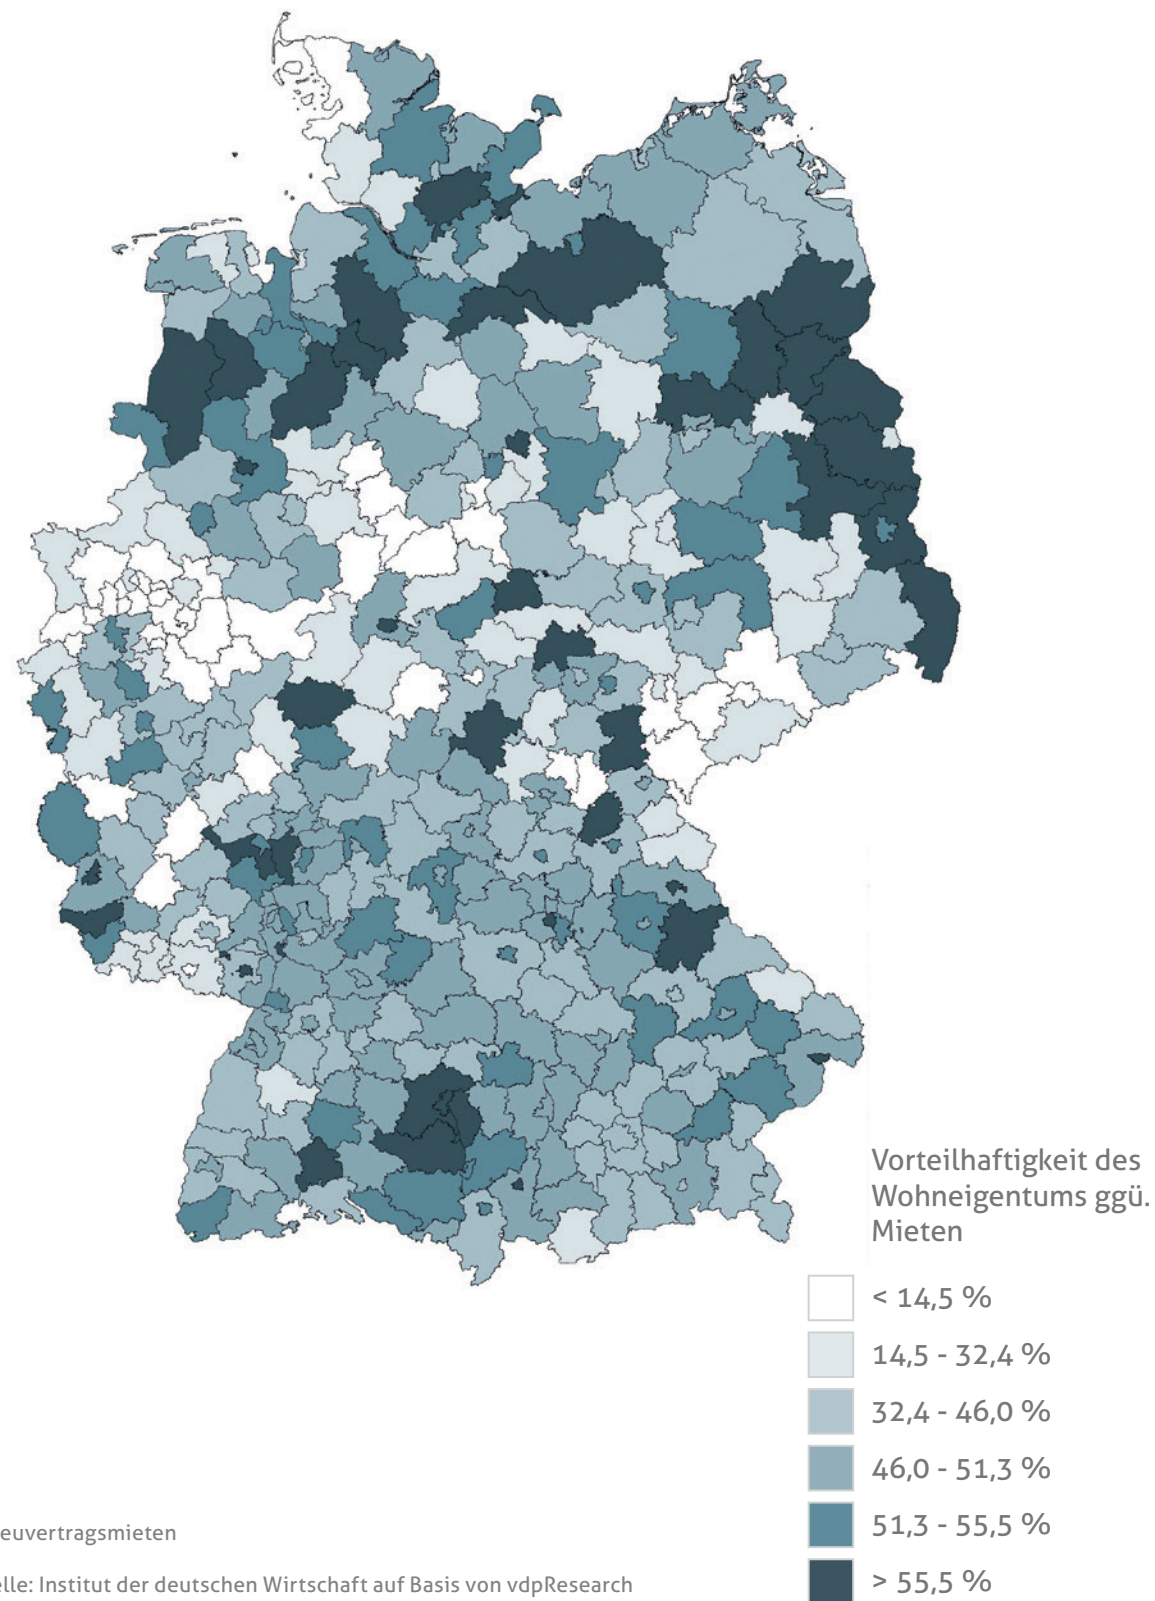 Vorteilhaftigkeit des
Wohneigentums ggü.
Mieten
< 14,5 %
14,5 - 32,4 %
32,4 - 46,0 %
46,0 - 51,3 %
51,3 - 55,5 %
> 55,5 %
euvertragsmieten
elle: Institut der deutschen Wirtschaft auf Basis von vdpResearch